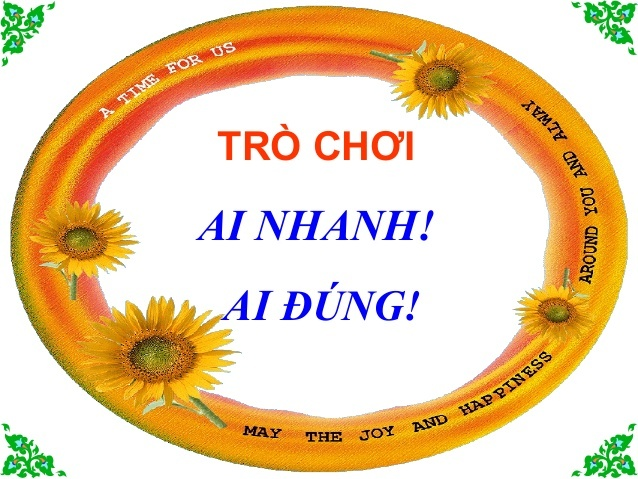 A TIME FOR US
TRÒ CHƠI
AI NHANH!
AI ĐÚNG!
MAY THE JOY AND HAPPINESS
AROUND YOU AND ALWAY